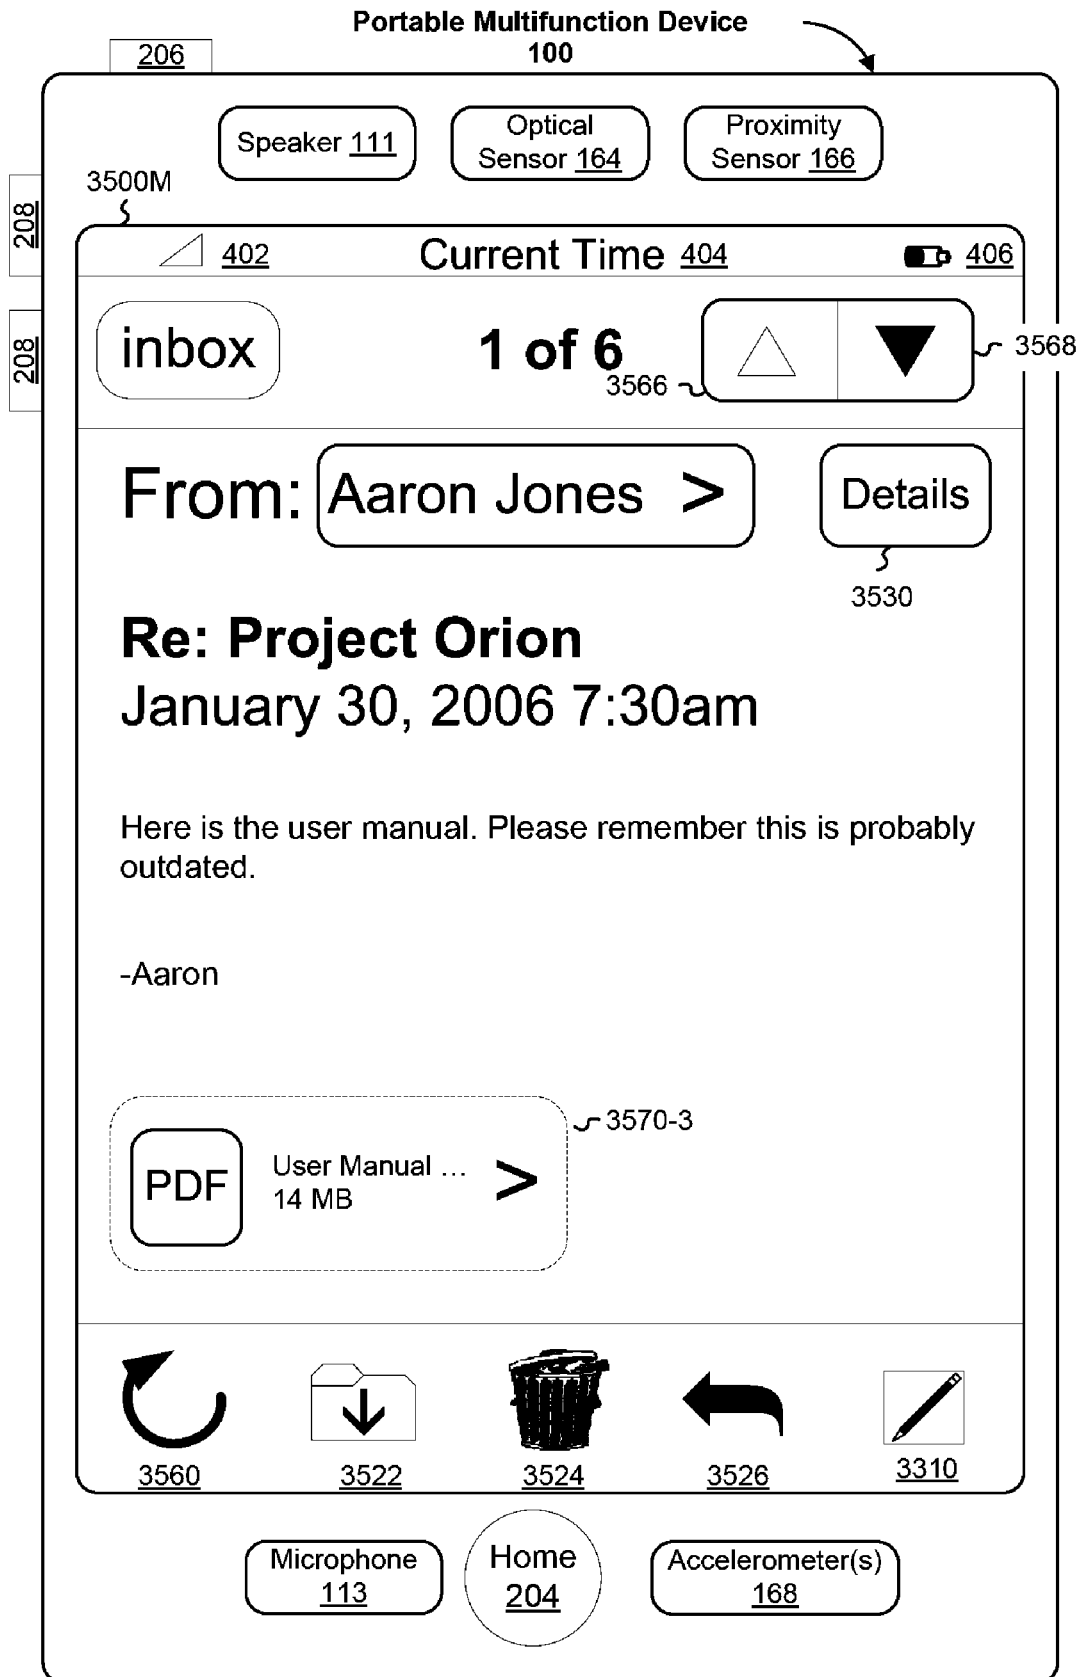 Portable Multifunction Device
100
206
Speaker 111
Optical
Sensor 164
Proximity
Sensor 166
3500M
208
402
Current Time 404
406
208
inbox
1 of 6
3566
3568
From:
Aaron Jones >
Details
3530
Re: Project Orion
January 30, 2006 7:30am
Here is the user manual. Please remember this is probably
outdated.
-Aaron
3570-3
PDF
User Manual ...
14 MB
>
3560
3522
3524
3526
3310
Microphone
113
Home
204
Accelerometer(s)
168